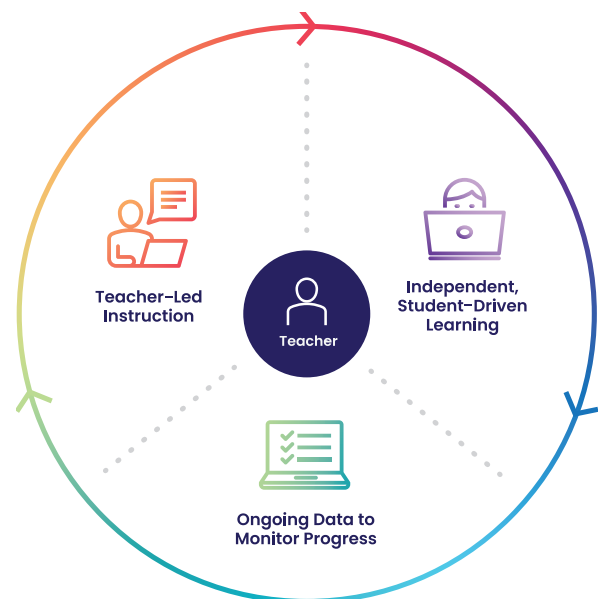 Teacher-Led
Instruction
Teacher
Independent,
Student-Driven
Learning
Ongoing Data to
Monitor Progress